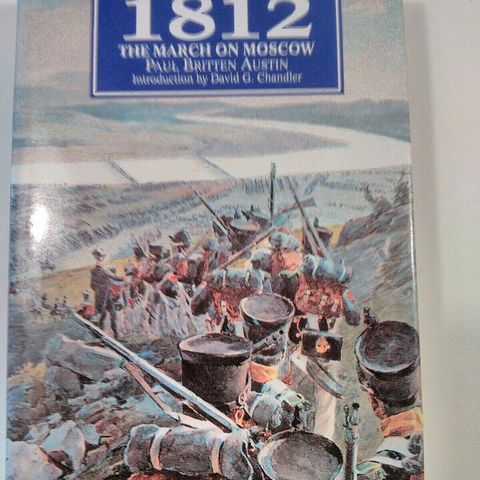 1812
THE MARCH ON MOSCOW
PAUL BRITTEN AUSTIN
Introduction by David G. Chandler